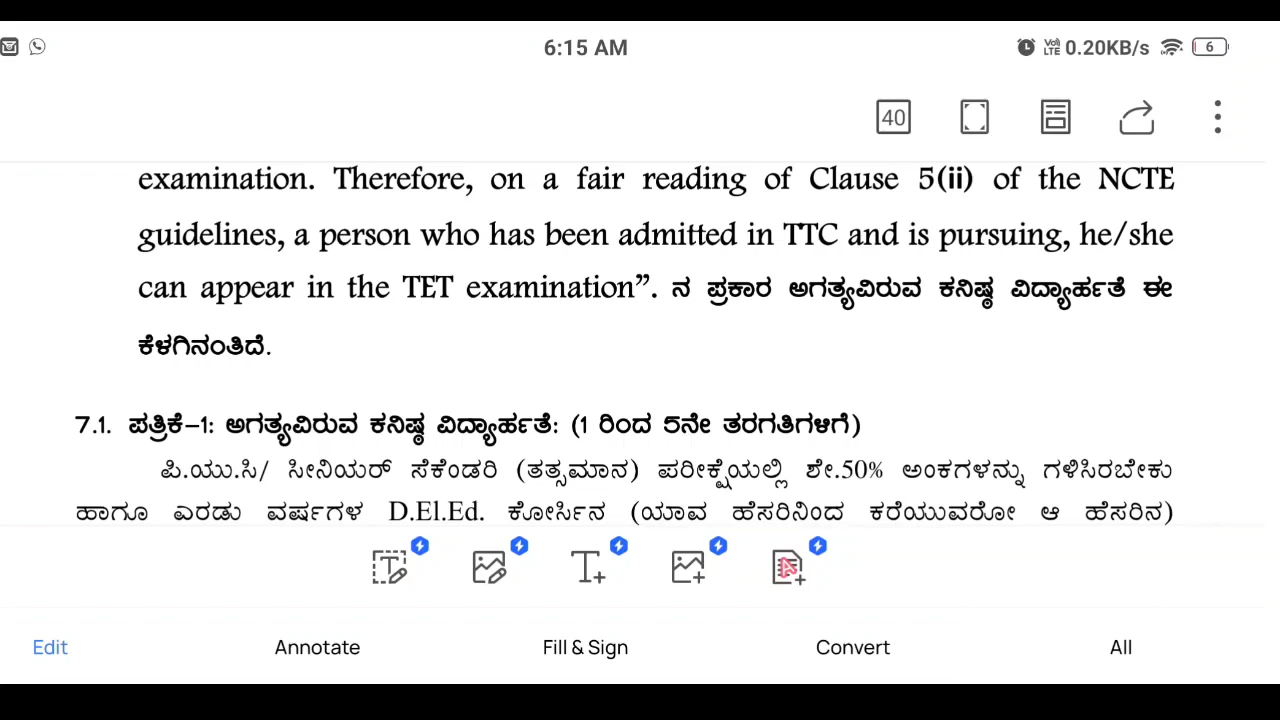 6:15 AM
Vo) LTE 0.20KB/s 6
40
examination. Therefore, on a fair reading of Clause 5(ii) of the NCTE
guidelines, a person who has been admitted in TTC and is pursuing, he/she
can appear in the TET examination”. ನ ಪ್ರಕಾರ ಅಗತ್ಯವಿರುವ ಕನಿಷ್ಠ ವಿದ್ಯಾರ್ಹತೆ ಈ
ಕೆಳಗಿನಂತಿದೆ.
7.1. ಪತ್ರಿಕೆ-1: ಅಗತ್ಯವಿರುವ ಕನಿಷ್ಠ ವಿದ್ಯಾರ್ಹತೆ: (1 ರಿಂದ 5ನೇ ತರಗತಿಗಳಿಗೆ)
ಪಿ.ಯು.ಸಿ/ ಸೀನಿಯರ್ ಸೆಕೆಂಡರಿ (ತತ್ಸಮಾನ) ಪರೀಕ್ಷೆಯಲ್ಲಿ ಶೇ.50% ಅಂಕಗಳನ್ನು ಗಳಿಸಿರಬೇಕು
ಹಾಗೂ ಎರಡು ವರ್ಷಗಳ D.El.Ed. ಕೋರ್ಸಿನ (ಯಾವ ಹೆಸರಿನಿಂದ ಕರೆಯುವರೋ ಆ ಹೆಸರಿನ)
Edit Annotate Fill & Sign Convert All